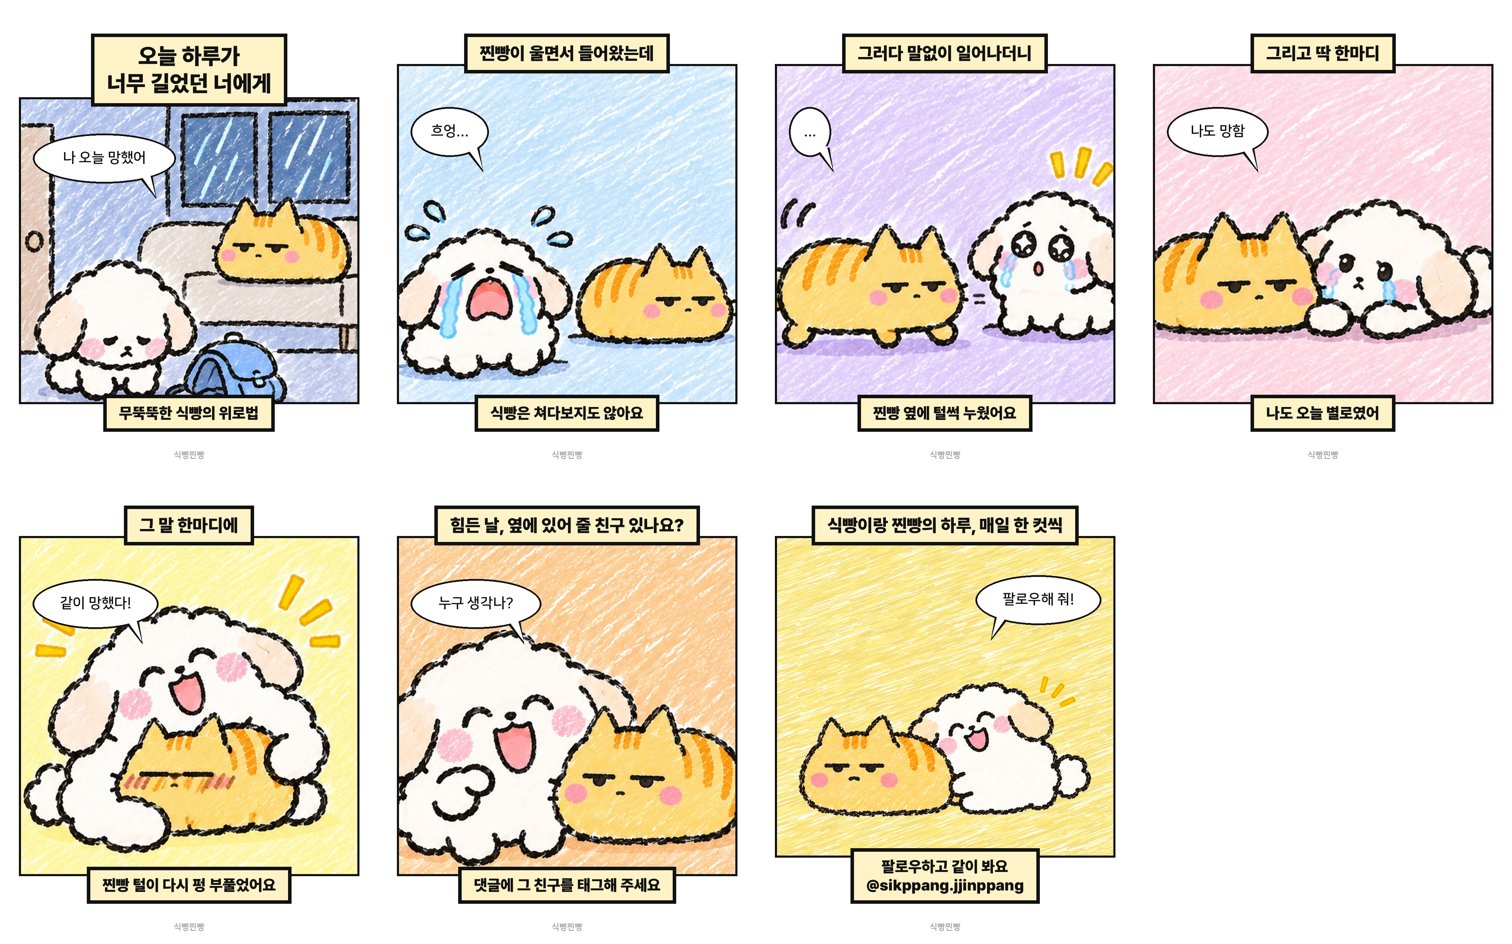 오늘 하루가
너무 길었던 너에게
나 오늘 망했어
무뚝뚝한 식빵의 위로법
식빵찐빵
찐빵이 울면서 들어왔는데
흐엉...
식빵은 쳐다보지도 않아요
식빵찐빵
그러다 말없이 일어나더니
...
찐빵 옆에 털썩 누웠어요
식빵찐빵
그리고 딱 한마디
나도 망함
나도 오늘 별로였어
식빵찐빵
그 말 한마디에
같이 망했다!
찐빵 털이 다시 펑 부풀었어요
식빵찐빵
힘든 날, 옆에 있어 줄 친구 있나요?
누구 생각나?
댓글에 그 친구를 태그해 주세요
식빵찐빵
식빵이랑 찐빵의 하루, 매일 한 컷씩
팔로우해 줘!
팔로우하고 같이 봐요
@sikppang.jjinppang
식빵찐빵